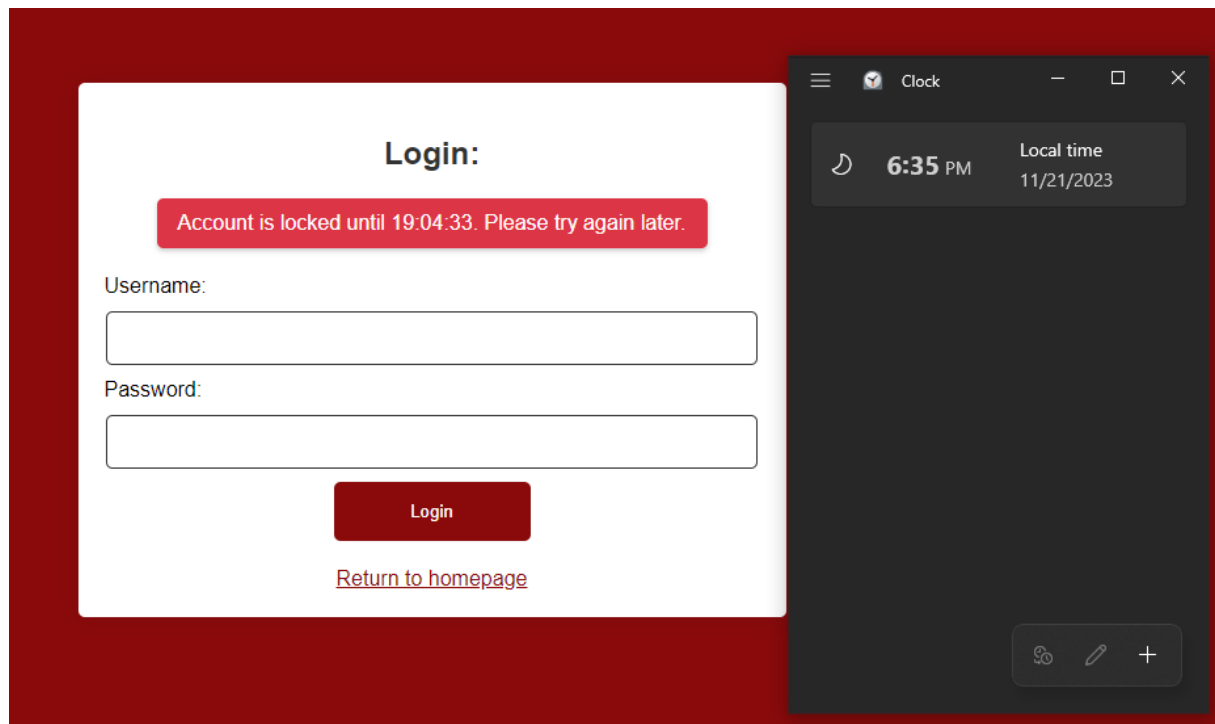 Login:
Account is locked until 19:04:33. Please try again later.
Username:
Password:
Login
Return to homepage
Clock
6:35 PM
Local time
11/21/2023